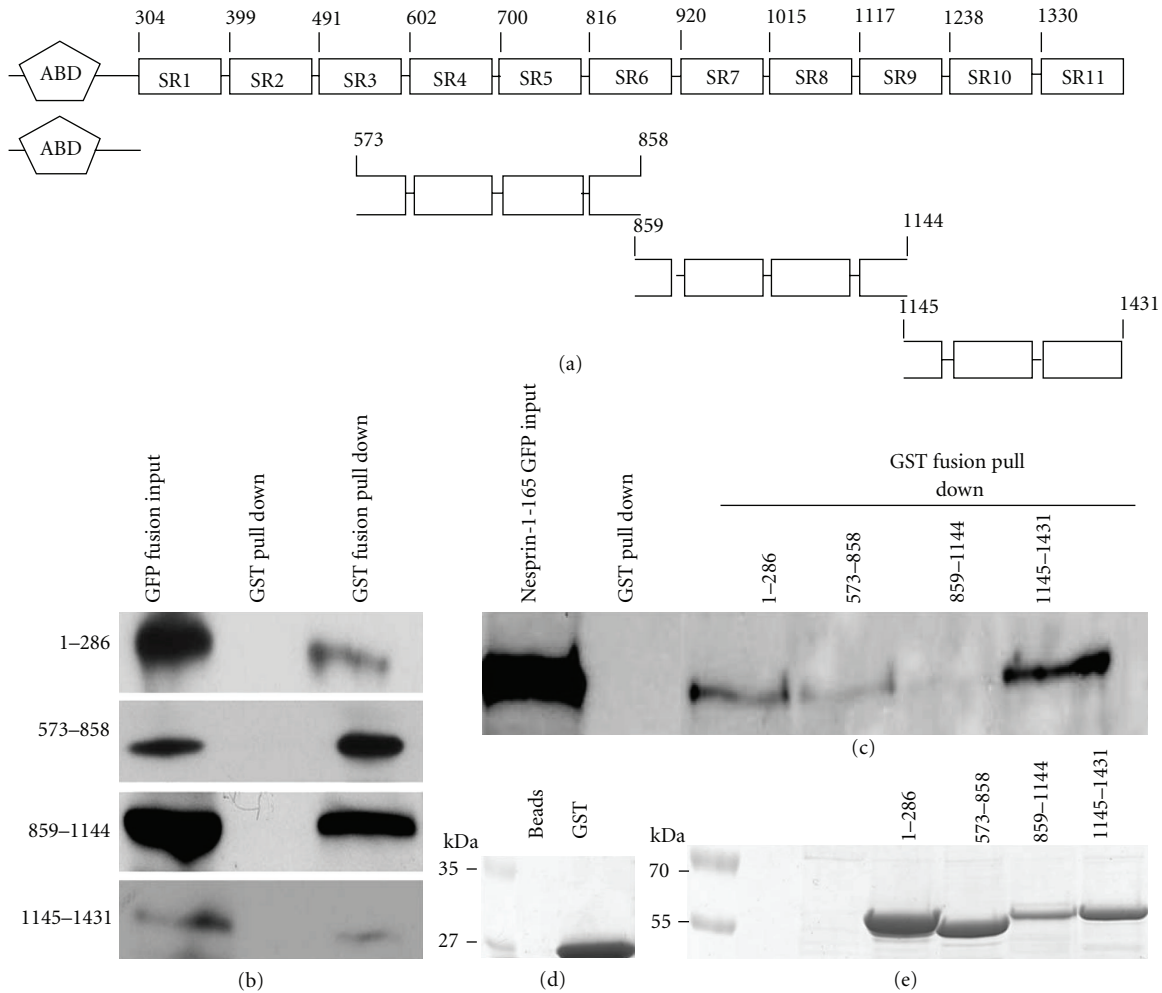 304 399 491 602 700 816 920 1015 1117 1238 1330
ABD SR1 SR2 SR3 SR4 SR5 SR6 SR7 SR8 SR9 SR10 SR11
ABD
573 858
859 1144
1145 1431
(a)
GFP fusion input
GST pull down
GST fusion pull down
1–286
573–858
859–1144
1145–1431
(b)
Nesprin-1-165 GFP input
GST pull down
GST fusion pull
down
1–286
573–858
859–1144
1145–1431
(c)
Beads
GST
kDa
35
27
(d)
kDa
70
55
1–286
573–858
859–1144
1145–1431
(e)